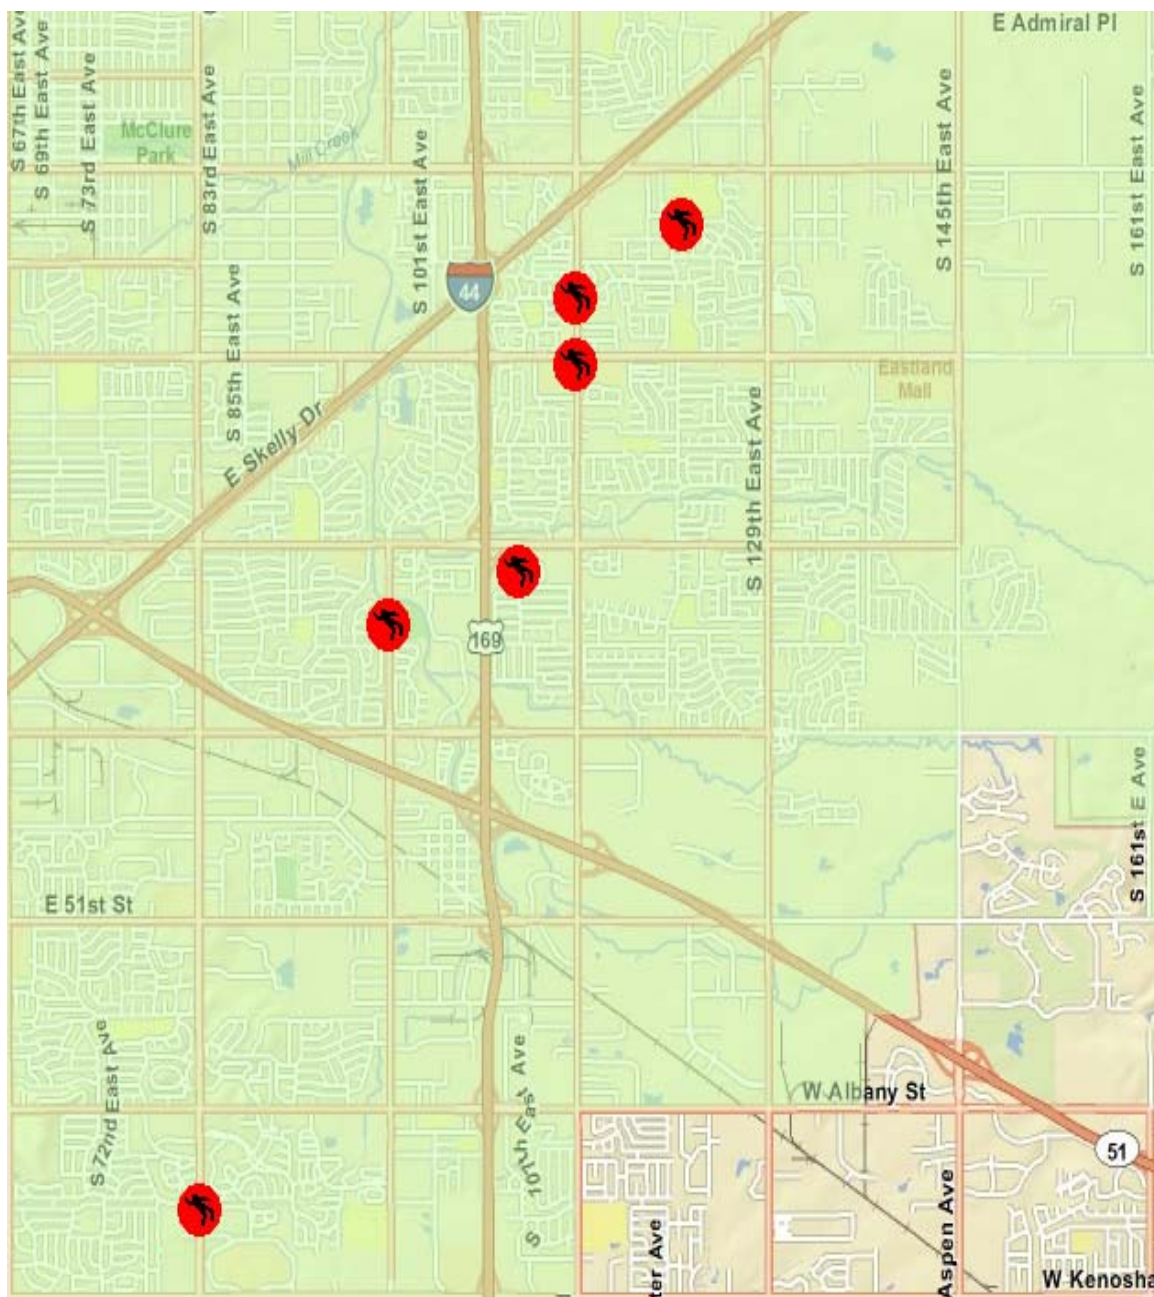 E Admiral Pl
S 67th East Ave
S 69th East Ave
S 73rd East Ave
S 83rd East Ave
McClure
Park
Mill Creek
S 101st East Ave
S 145th East Ave
S 161st East Ave
44
S 85th East Ave
E Skelly Dr
Eastland
Mall
S 129th East Ave
169
S 161st E Ave
E 51st St
S 72nd East Ave
S 107th East Ave
W Albany St
51
ter Ave
Aspen Ave
W Kenosha